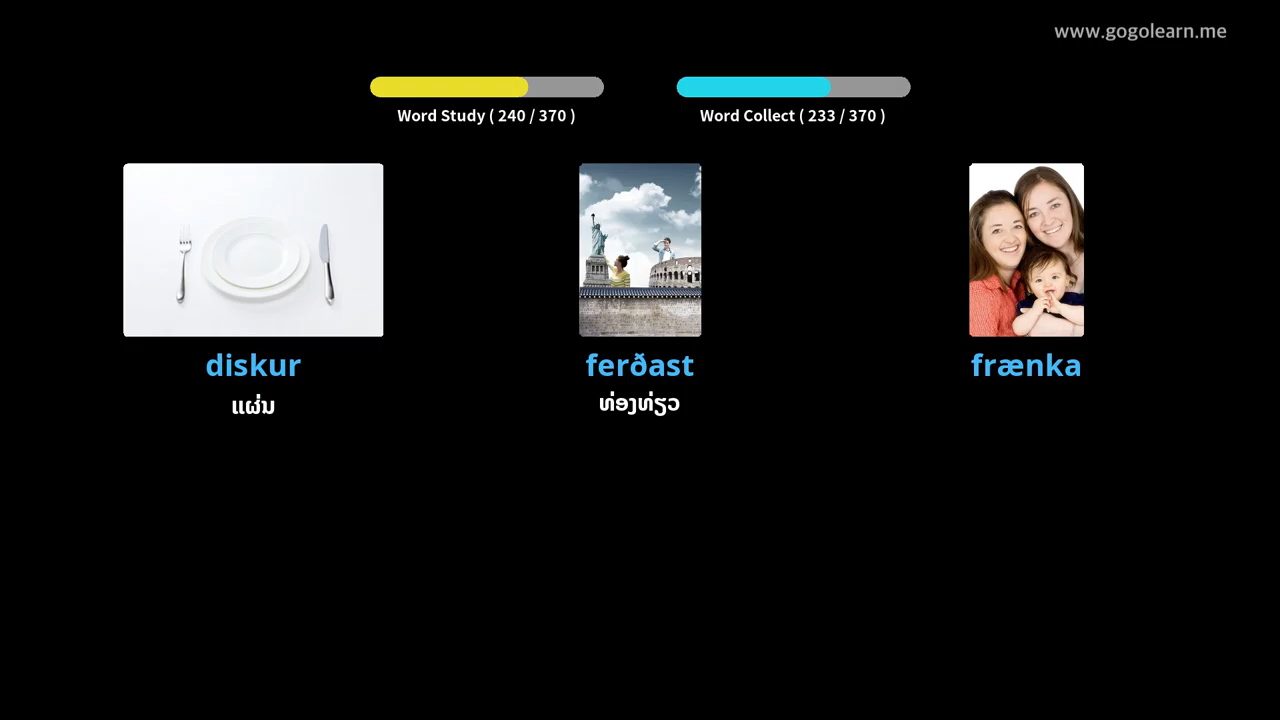 www.gogolearn.me
Word Study ( 240 / 370 )
Word Collect ( 233 / 370 )
diskur
ferðast
frænka
ແຜ່ນ
ທ່ອງທ່ຽວ